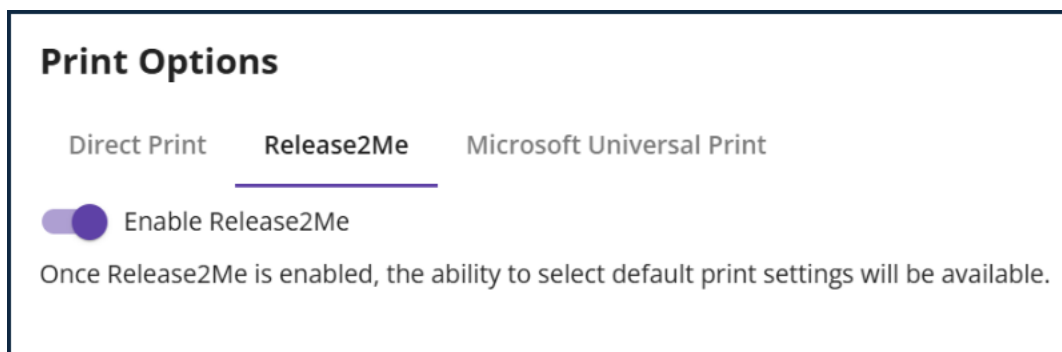 Print Options
Direct Print Release2Me Microsoft Universal Print
Enable Release2Me
Once Release2Me is enabled, the ability to select default print settings will be available.